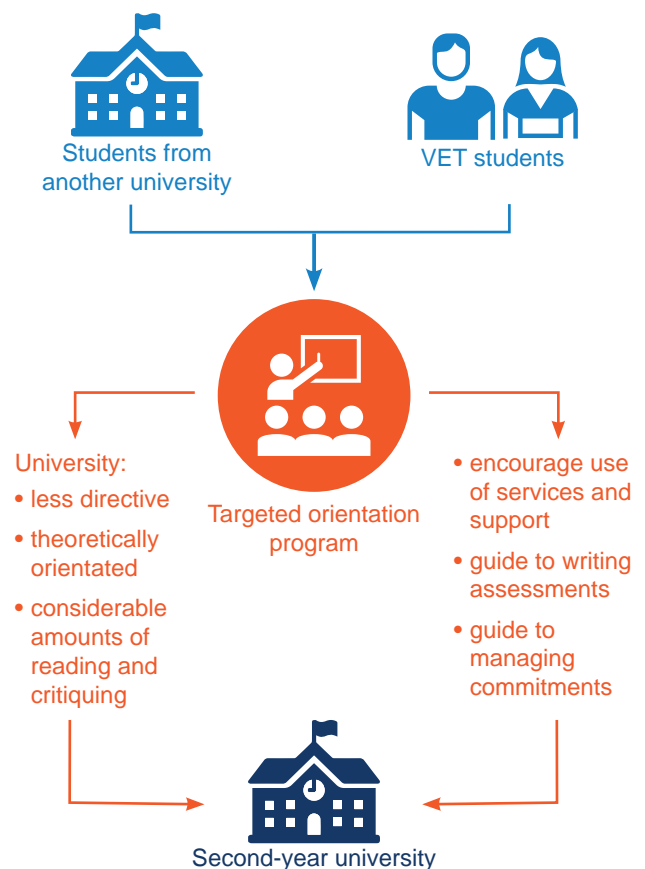 Students from
another university
VET students
Targeted orientation
program
University:
• less directive
• theoretically
orientated
• considerable
amounts of
reading and
critiquing
• encourage use
of services and
support
• guide to writing
assessments
• guide to
managing
commitments
Second-year university